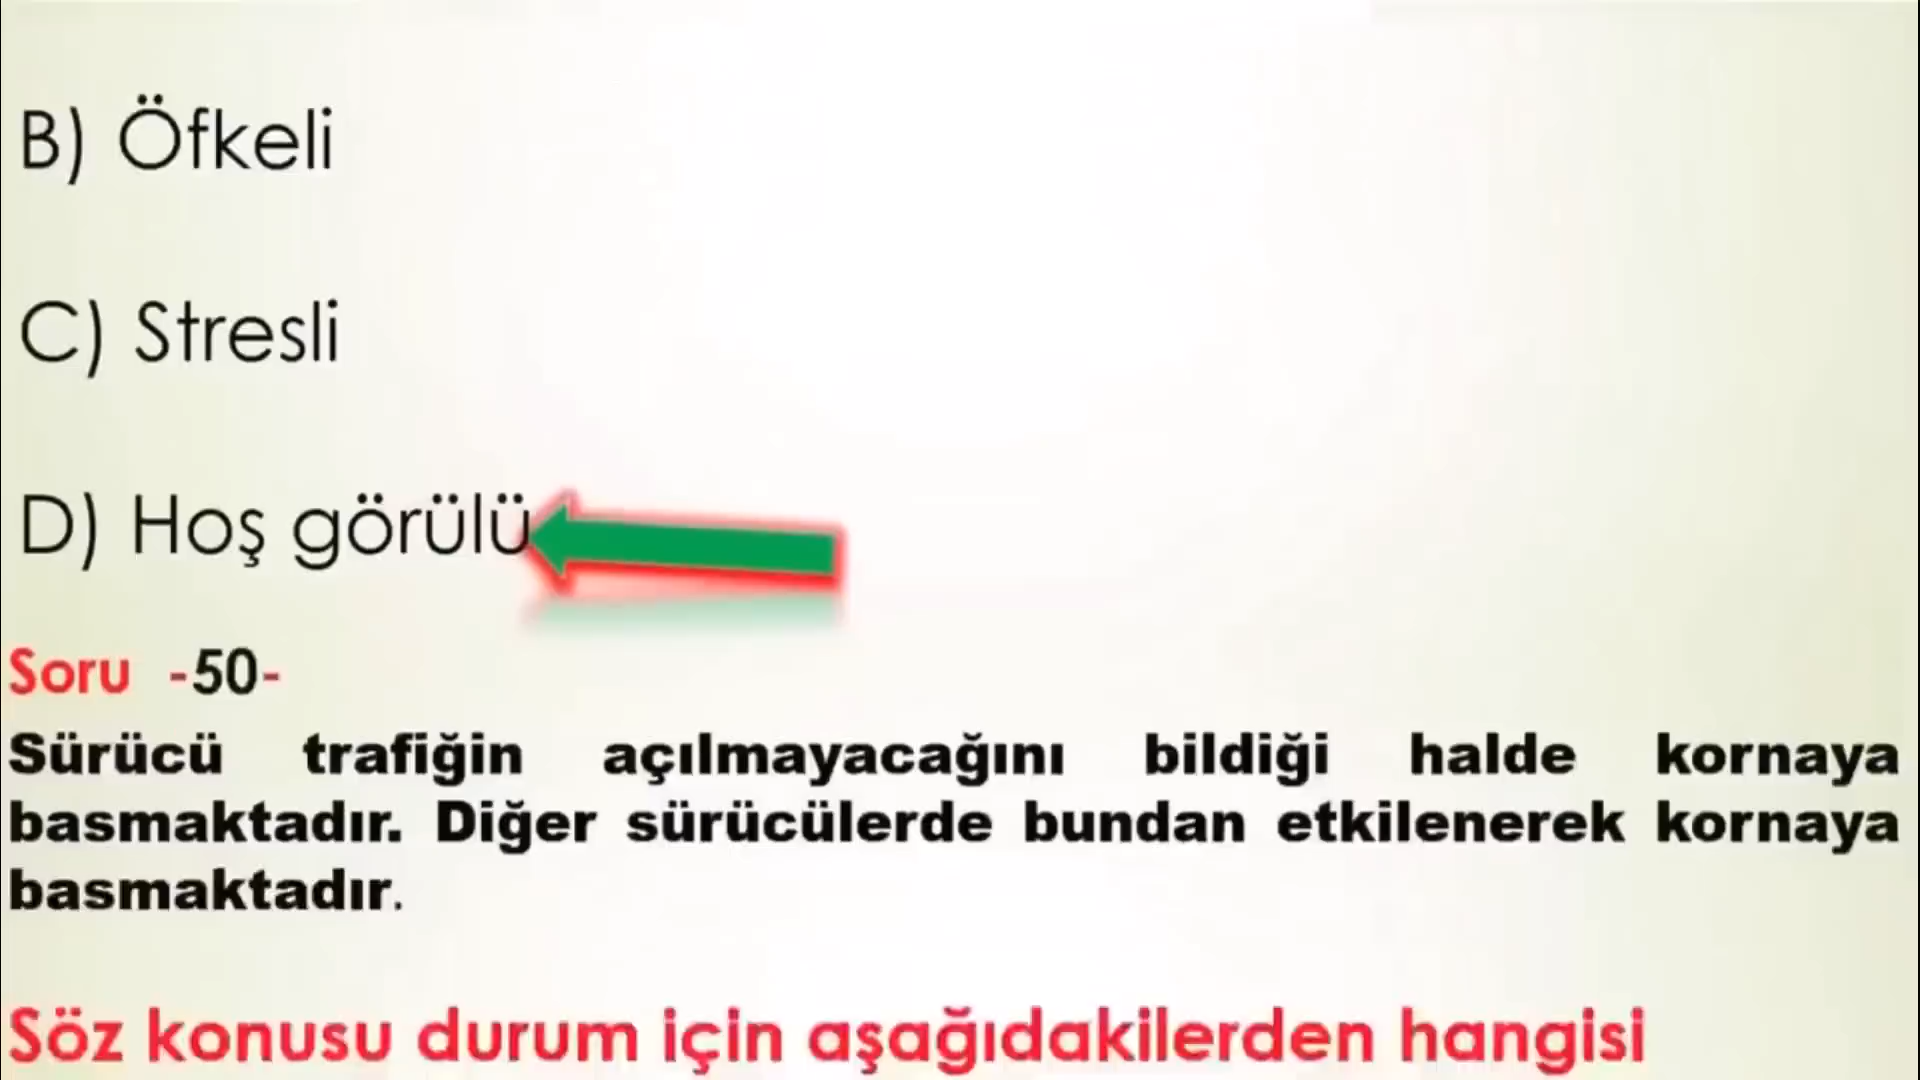 B) Öfkeli
C) Stresli
D) Hoş görülü
Soru -50-
Sürücü trafiğin açılmayacağını bildiği halde kornaya
basmaktadır. Diğer sürücülerde bundan etkilenerek kornaya
basmaktadır.
Söz konusu durum için aşağıdakilerden hangisi